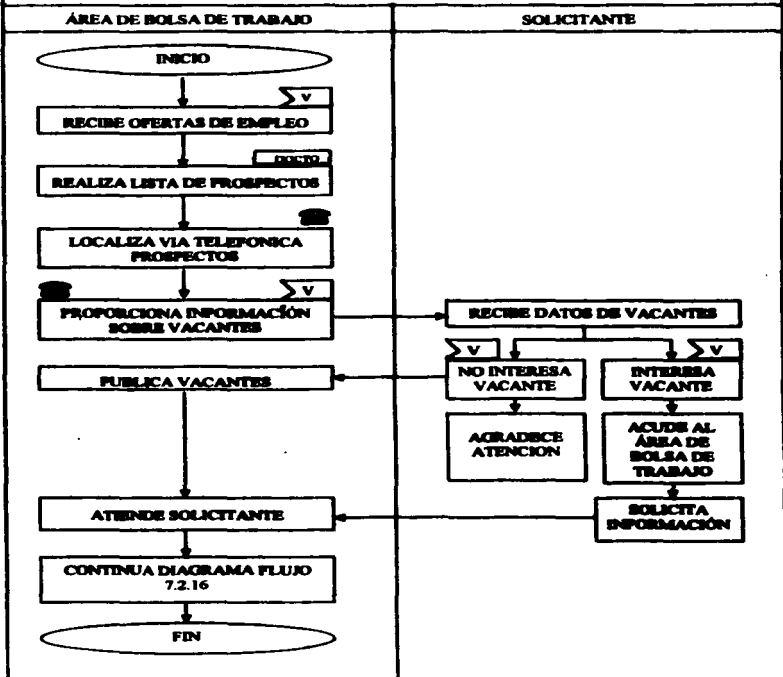 ÁREA DE BOLSA DE TRABAJO
SOLICITANTE
INICIO
V
RECIBE OFERTAS DE EMPLEO
DOCTO
REALIZA LISTA DE PROSPECTOS
LOCALIZA VIA TELEFONICA
PROSPECTOS
V
PROPORCIONA INFORMACIÓN
SOBRE VACANTES
RECIBE DATOS DE VACANTES
V
NO INTERESA
VACANTE
V
INTERESA
VACANTE
PUBLICA VACANTES
AGRADECE
ATENCION
ACUDE AL
ÁREA DE
BOLSA DE
TRABAJO
SOLICITA
INFORMACIÓN
ATIENDE SOLICITANTE
CONTINUA DIAGRAMA FLUJO
7.2.16
FIN